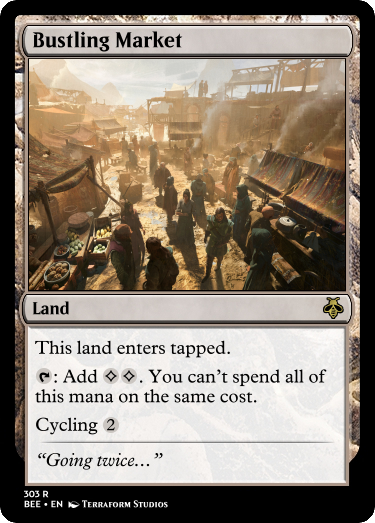 Bustling Market
Land
This land enters tapped.
: Add . You can't spend all of
this mana on the same cost.
Cycling 2
“Going twice…”
303 R
BEE • EN Terraform Studios